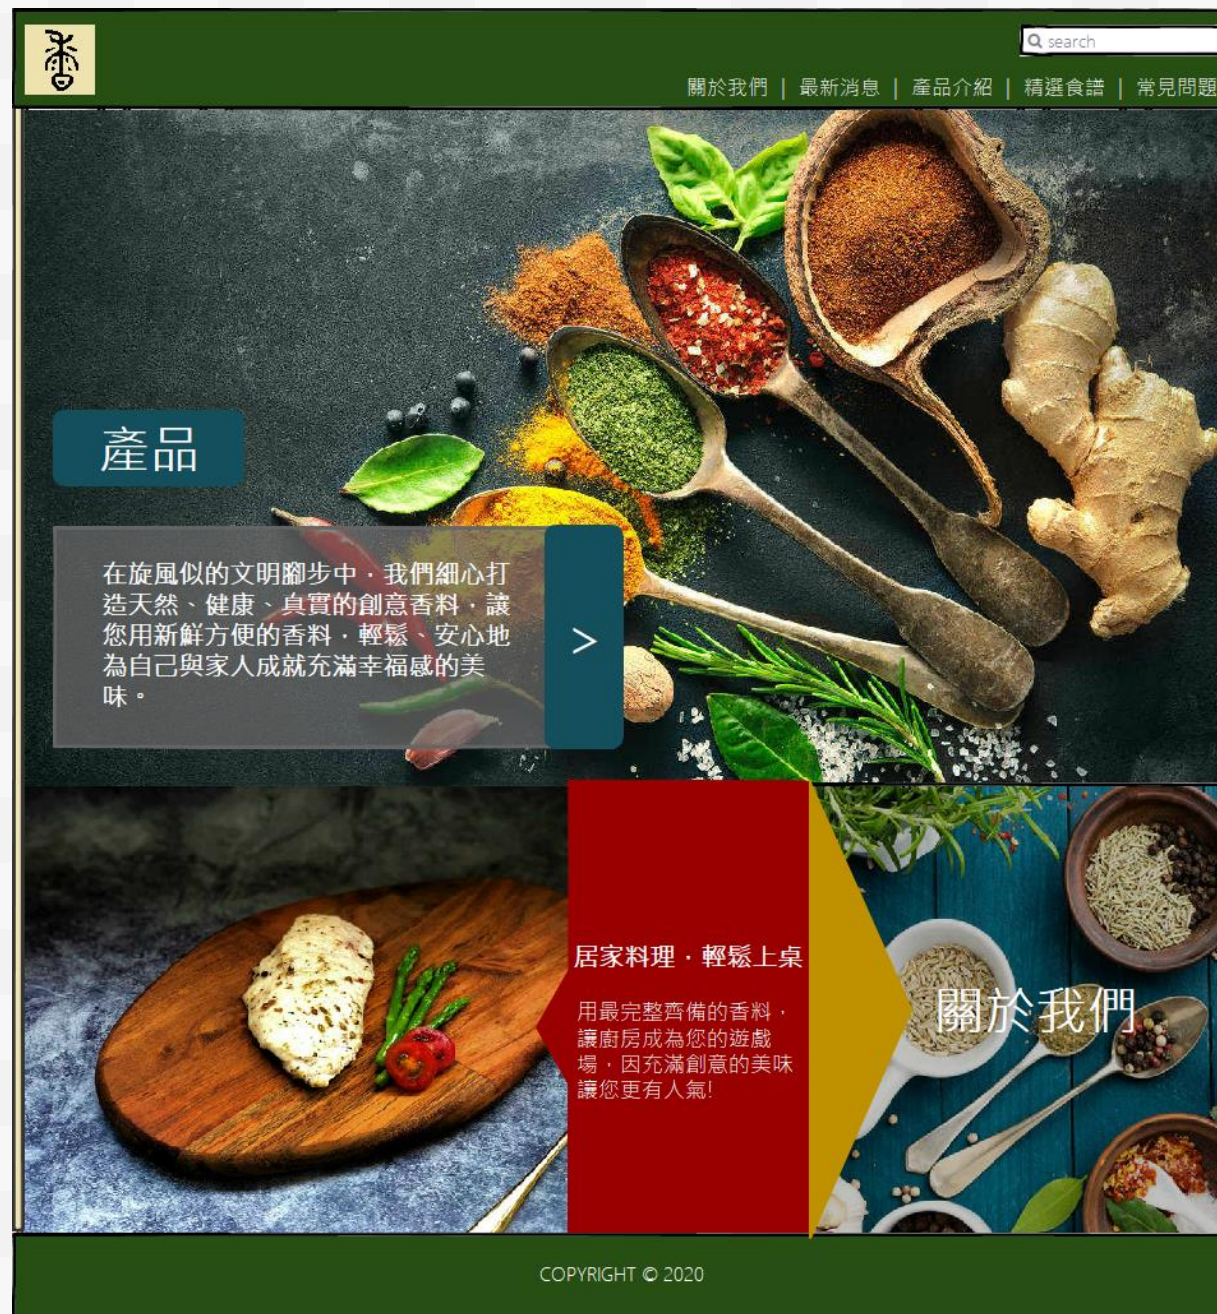 search
關於我們 | 最新消息 | 產品介紹 | 精選食譜 | 常見問題
產品
在旋風似的文明腳步中，我們細心打
造天然、健康、真實的創意香料，讓
您用新鮮方便的香料，輕鬆、安心地
為自己與家人成就充滿幸福感的美
味。
>
居家料理，輕鬆上桌
用最完整齊備的香料，
讓廚房成為您的遊戲
場，因充滿創意的美味
讓您更有人氣!
關於我們
COPYRIGHT © 2020